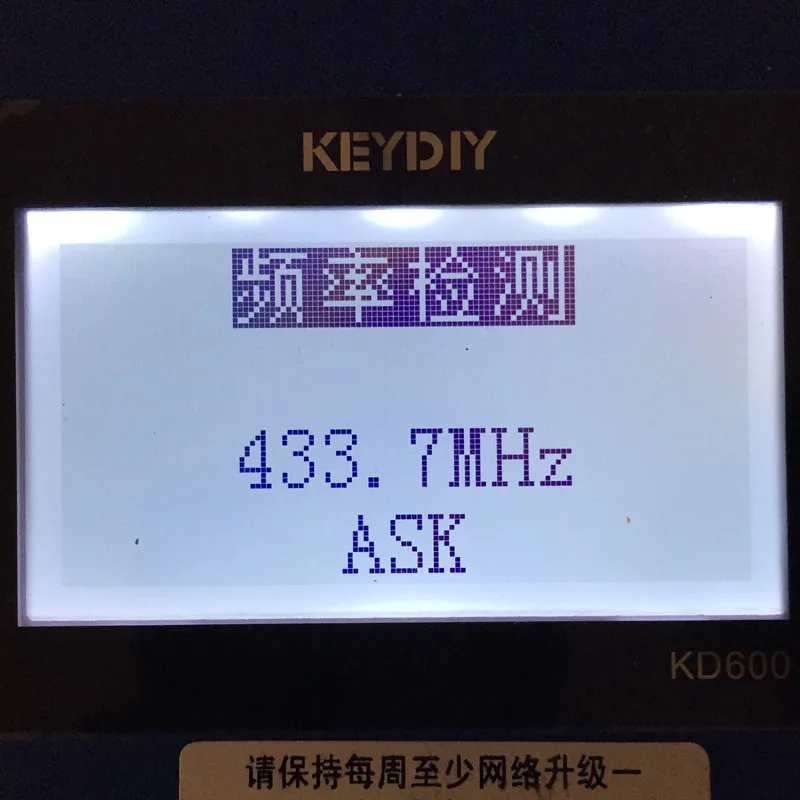 KEYDIY
频率检测
433.7MHz
ASK
KD600
请保持每周至少网络升级一